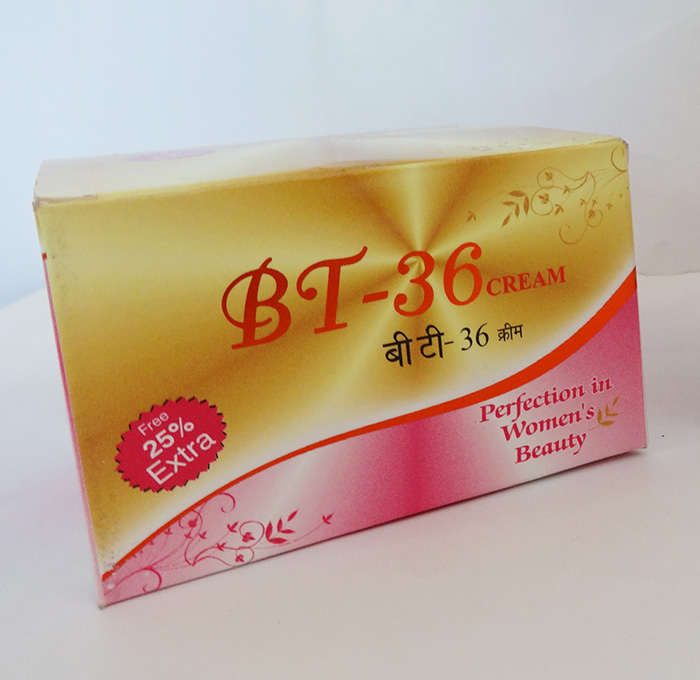 BT-36 CREAM
बी टी- 36 क्रीम
Free
25%
Extra
Perfection in
Women's
Beauty